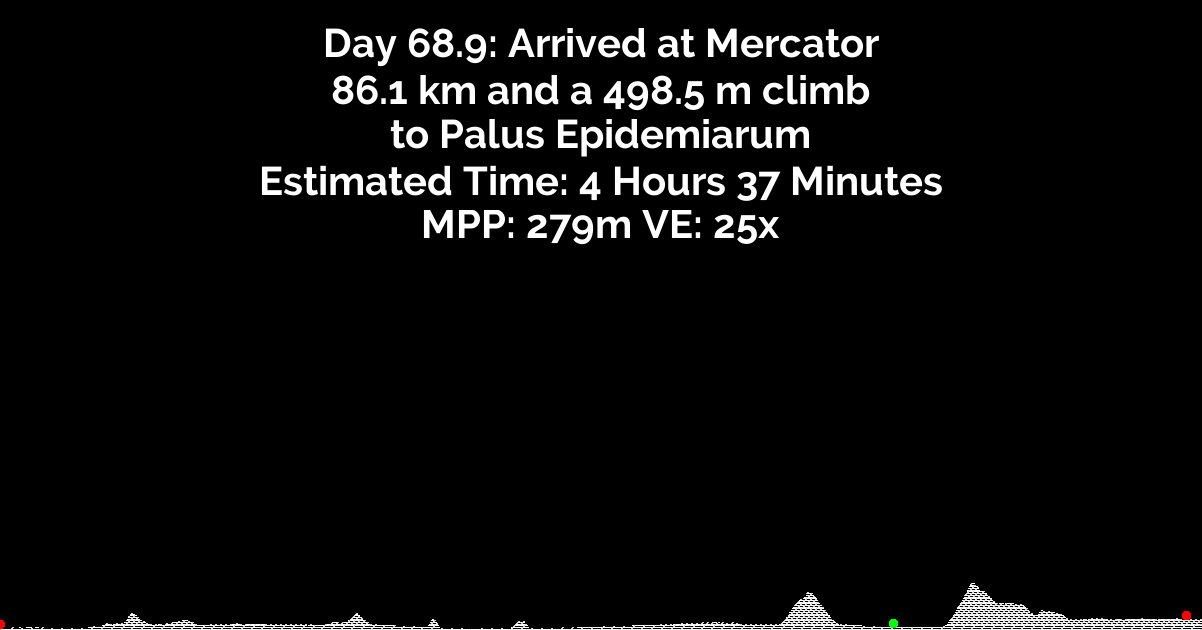 Day 68.9: Arrived at Mercator
86.1 km and a 498.5 m climb
to Palus Epidemiarum
Estimated Time: 4 Hours 37 Minutes
MPP: 279m VE: 25x